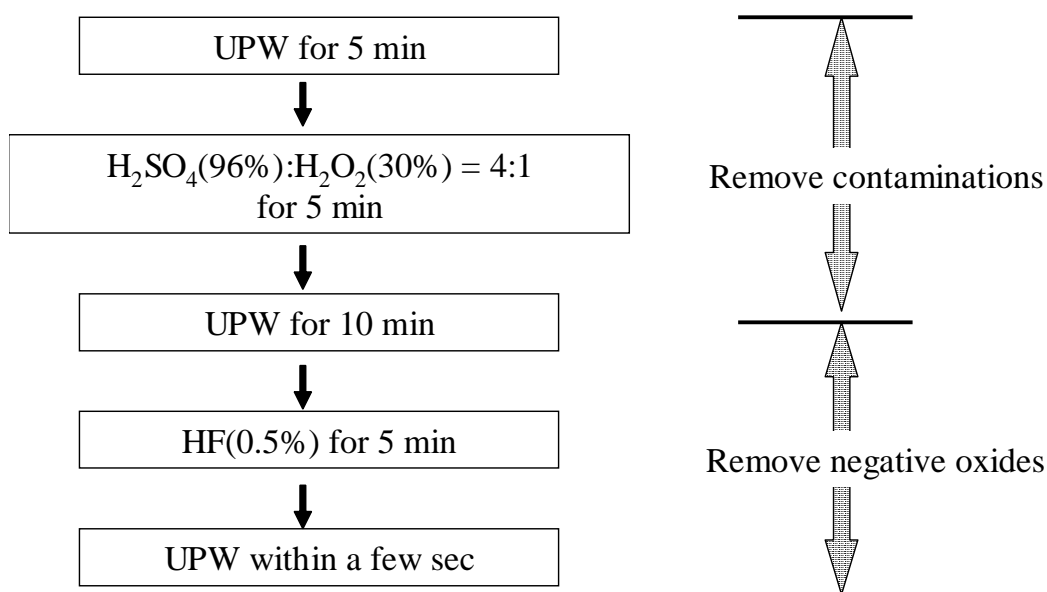 UPW for 5 min
H₂SO₄(96%):H₂O₂(30%) = 4:1
for 5 min
UPW for 10 min
HF(0.5%) for 5 min
UPW within a few sec
Remove contaminations
Remove negative oxides